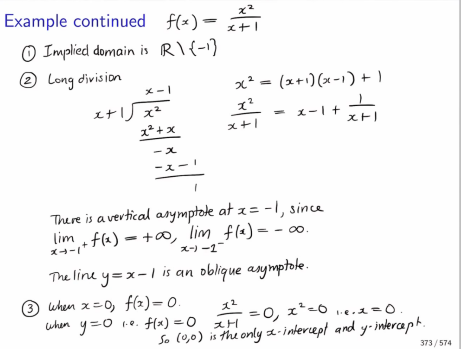 Example continued f(x) = x²/(x+1)
① Implied domain is ℝ\{-1}
② Long division
x - 1
x+1 ) x²
x² + x
-x
-x - 1
1
x² = (x+1)(x-1) + 1
x²/(x+1) = x-1 + 1/(x+1)
There is a vertical asymptote at x = -1, since
lim x→-1⁺ f(x) = +∞, lim x→-1⁻ f(x) = -∞.
The line y = x-1 is an oblique asymptote.
③ When x=0, f(x)=0.
When y=0 i.e. f(x)=0 x²/(x+1) = 0, x²=0 i.e. x=0.
So (0,0) is the only x-intercept and y-intercept.
373 / 574